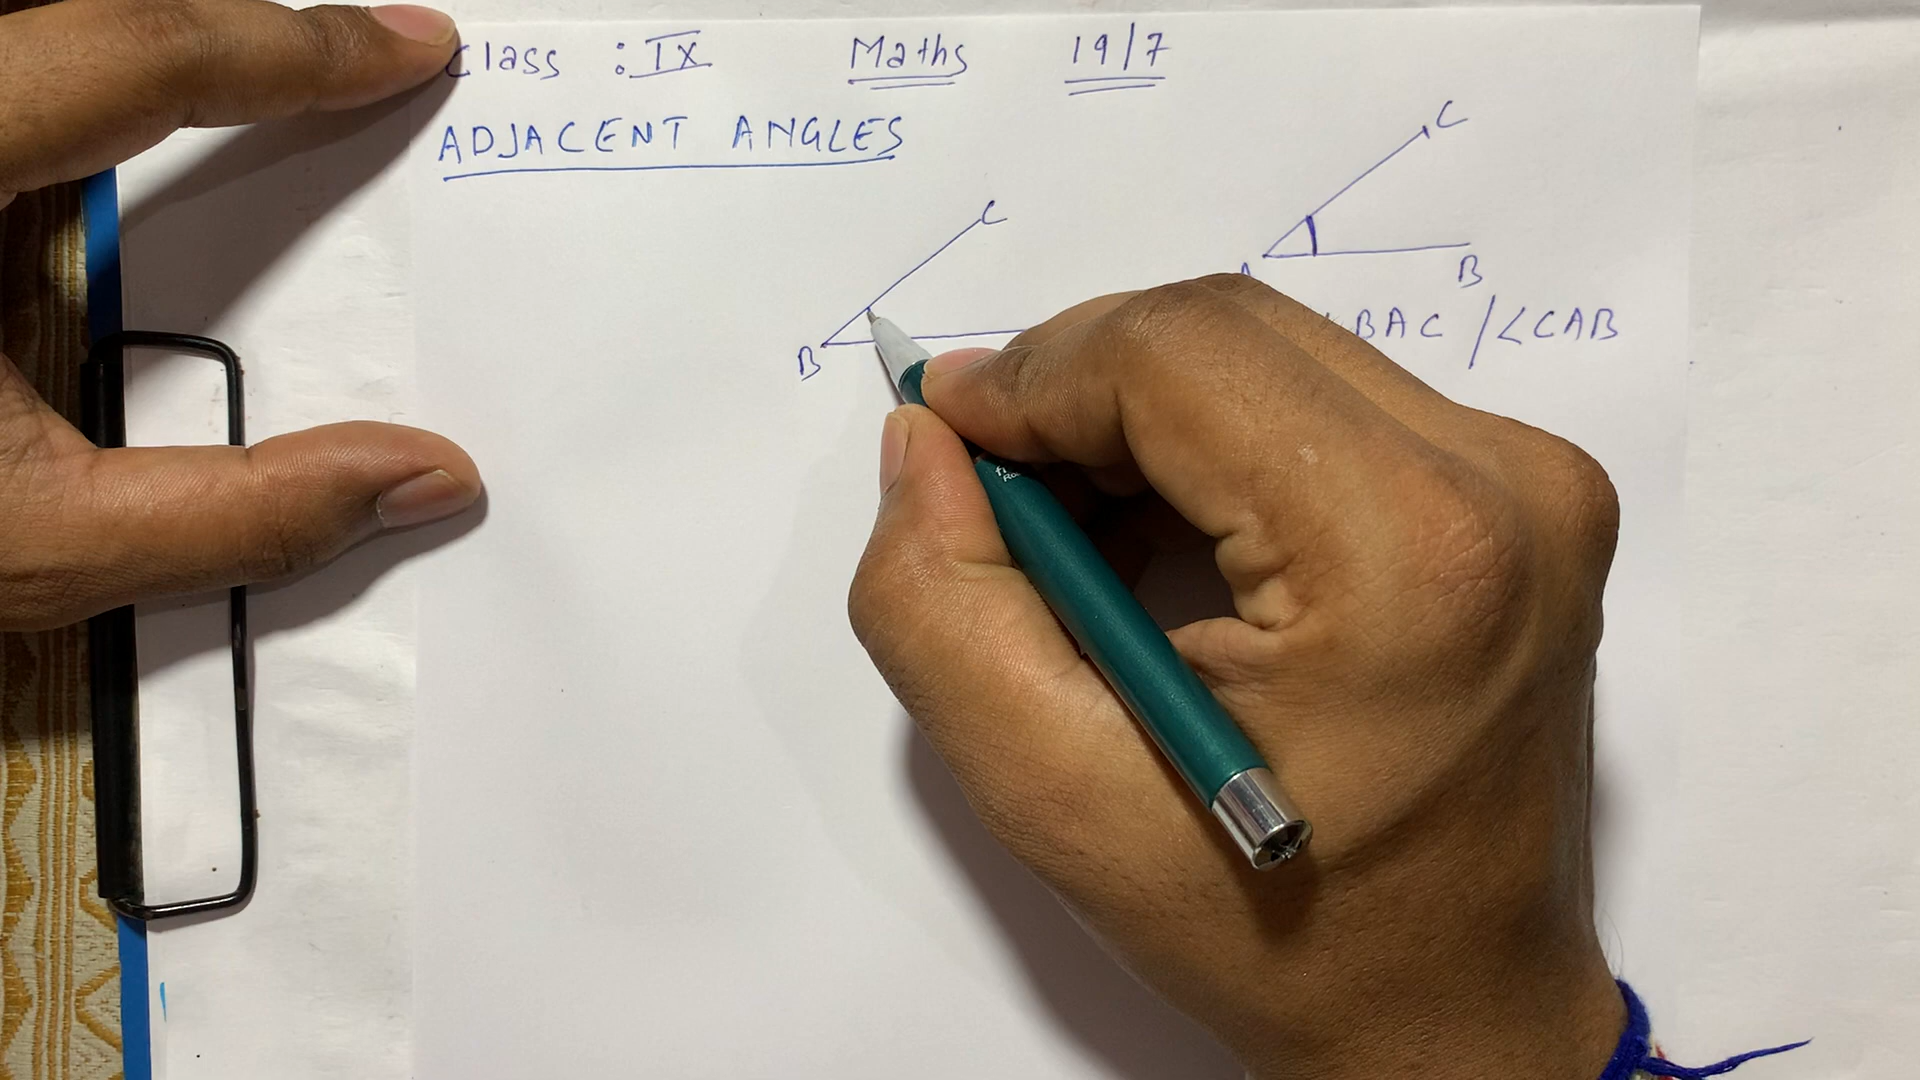 Class : IX Maths 19/7
ADJACENT ANGLES
C
B
C
A
B
BAC / <CAB